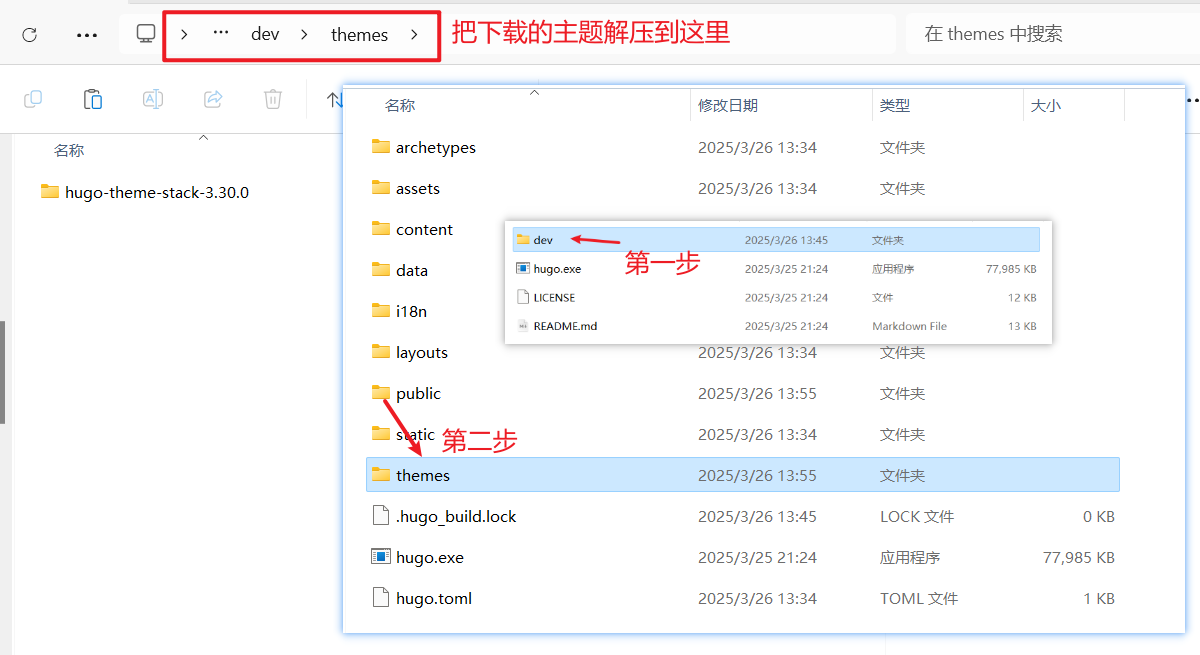 dev themes 把下载的主题解压到这里 在 themes 中搜索
名称 修改日期 类型 大小
名称
hugo-theme-stack-3.30.0
archetypes 2025/3/26 13:34 文件夹
assets 2025/3/26 13:34 文件夹
content
data
i18n
layouts 2025/3/26 13:34 文件夹
public 2025/3/26 13:55 文件夹
static 2025/3/26 13:34 文件夹
第二步
themes 2025/3/26 13:55 文件夹
.hugo_build.lock 2025/3/26 13:45 LOCK 文件 0 KB
hugo.exe 2025/3/25 21:24 应用程序 77,985 KB
hugo.toml 2025/3/26 13:34 TOML 文件 1 KB
dev 2025/3/26 13:45 文件夹
第一步
hugo.exe 2025/3/25 21:24 应用程序 77,985 KB
LICENSE 2025/3/25 21:24 文件 12 KB
README.md 2025/3/25 21:24 Markdown File 13 KB